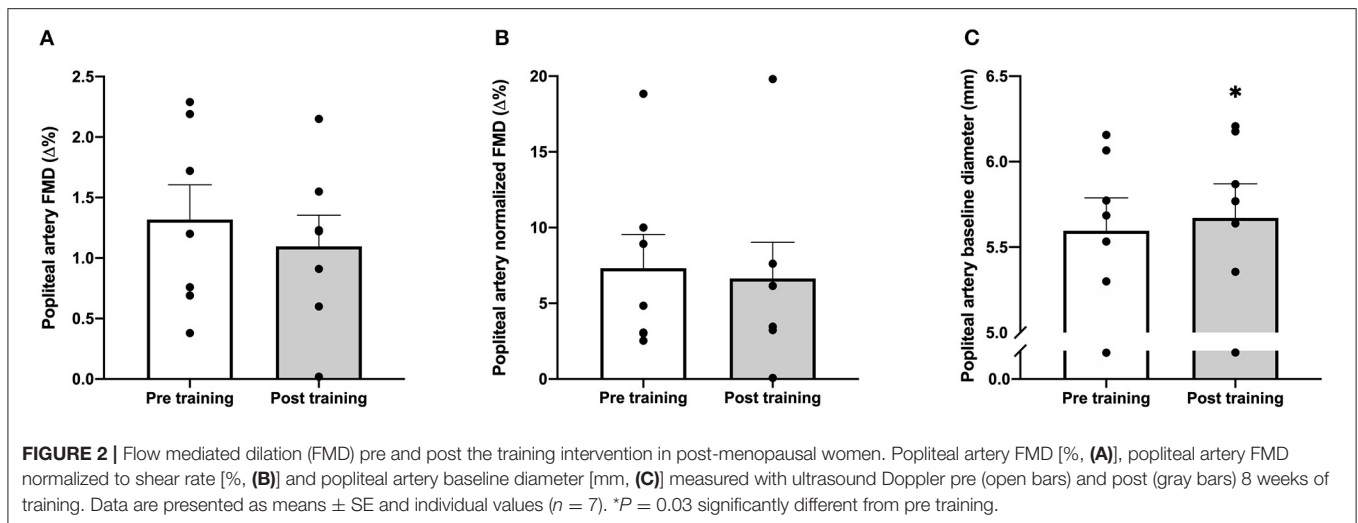 A
B
C
Popliteal artery FMD (Δ%)
2.5
2.0
1.5
1.0
0.5
0.0
Pre training
Post training
Popliteal artery normalized FMD (Δ%)
20
15
10
5
0
Pre training
Post training
Popliteal artery baseline diameter (mm)
6.5
6.0
5.5
5.0
0.0
*
Pre training
Post training
FIGURE 2 | Flow mediated dilation (FMD) pre and post the training intervention in post-menopausal women. Popliteal artery FMD [%, (A)], popliteal artery FMD
normalized to shear rate [%, (B)] and popliteal artery baseline diameter [mm, (C)] measured with ultrasound Doppler pre (open bars) and post (gray bars) 8 weeks of
training. Data are presented as means ± SE and individual values (n = 7). *P = 0.03 significantly different from pre training.